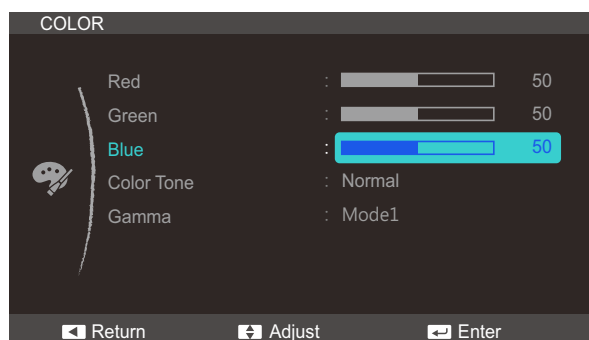 COLOR
Red : 50
Green : 50
Blue : 50
Color Tone : Normal
Gamma : Mode1
Return Adjust Enter